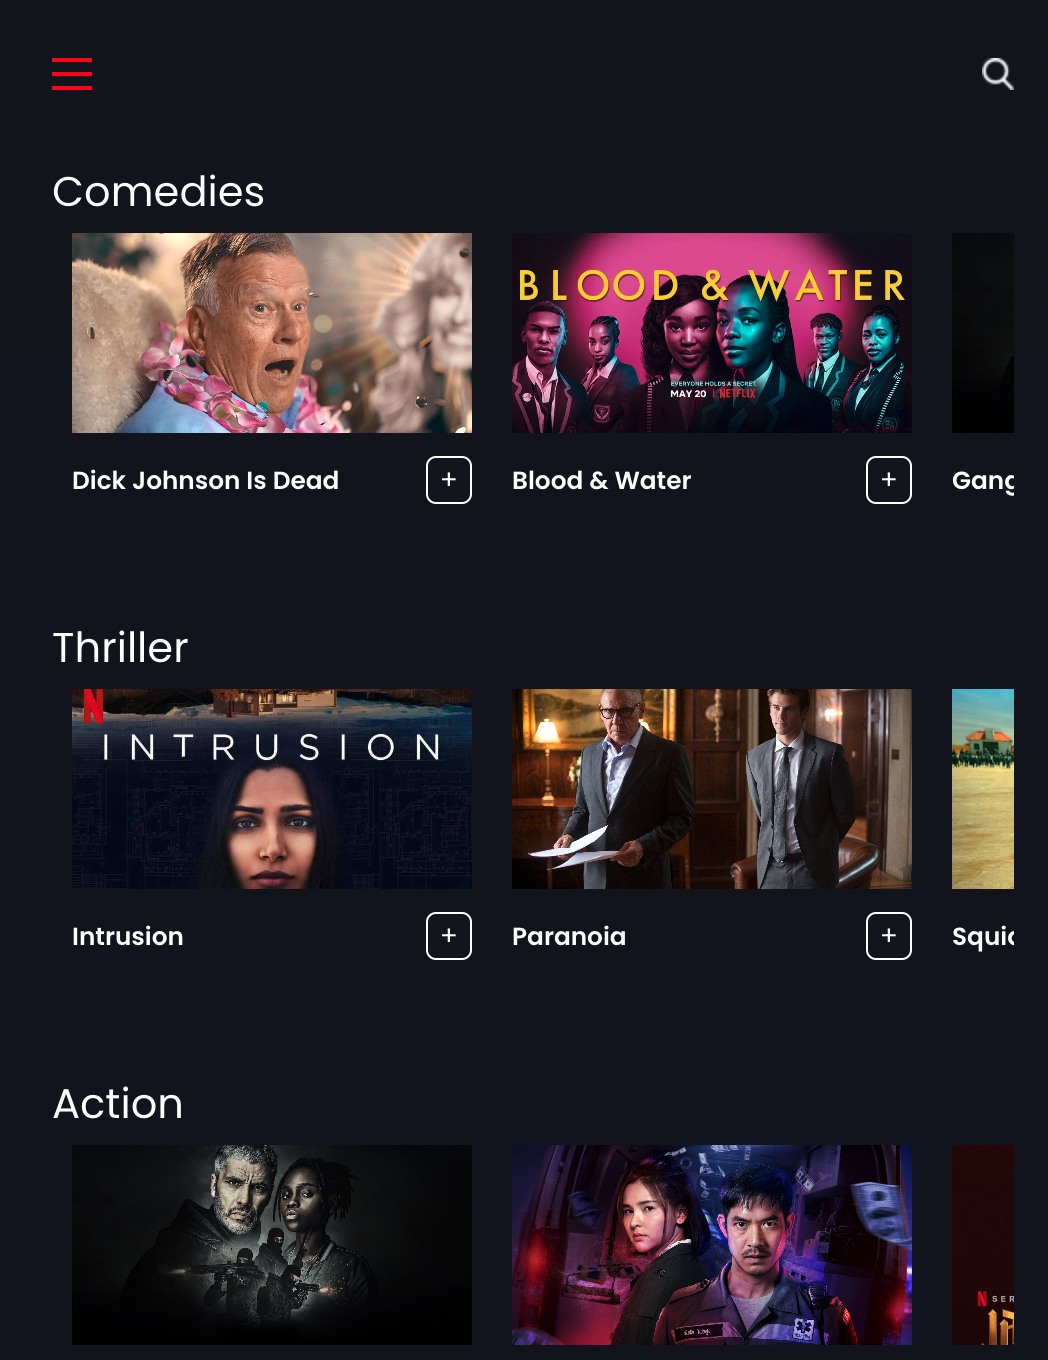 Comedies
BLOOD & WATER
EVERYONE HOLDS A SECRET.
MAY 20 | NETFLIX
Dick Johnson Is Dead
+
Blood & Water
+
Gang
Thriller
N
INTRUSION
Intrusion
+
Paranoia
+
Squid
Action
N SER